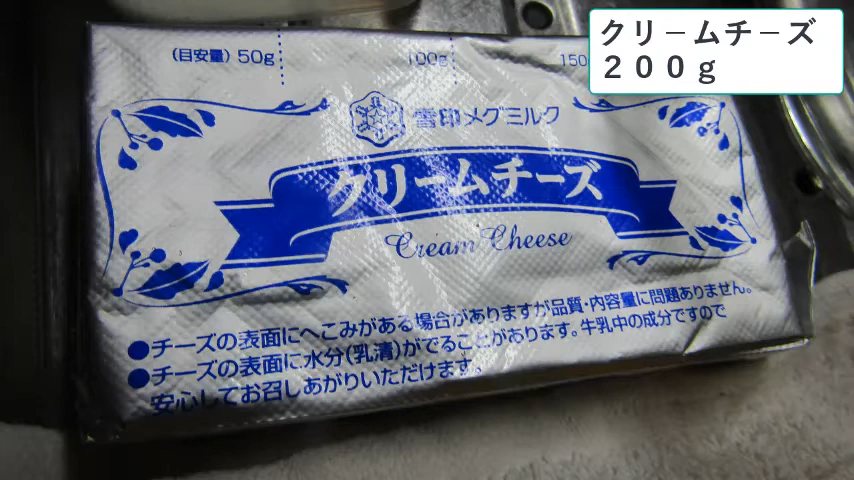 クリームチーズ
２００ｇ
(目安量) 50g
100g
150
雪印メグミルク
クリームチーズ
Cream Cheese
●チーズの表面にへこみがある場合がありますが品質・内容量に問題ありません。
●チーズの表面に水分(乳清)がでることがあります。牛乳中の成分ですので
安心してお召しあがりいただけます。